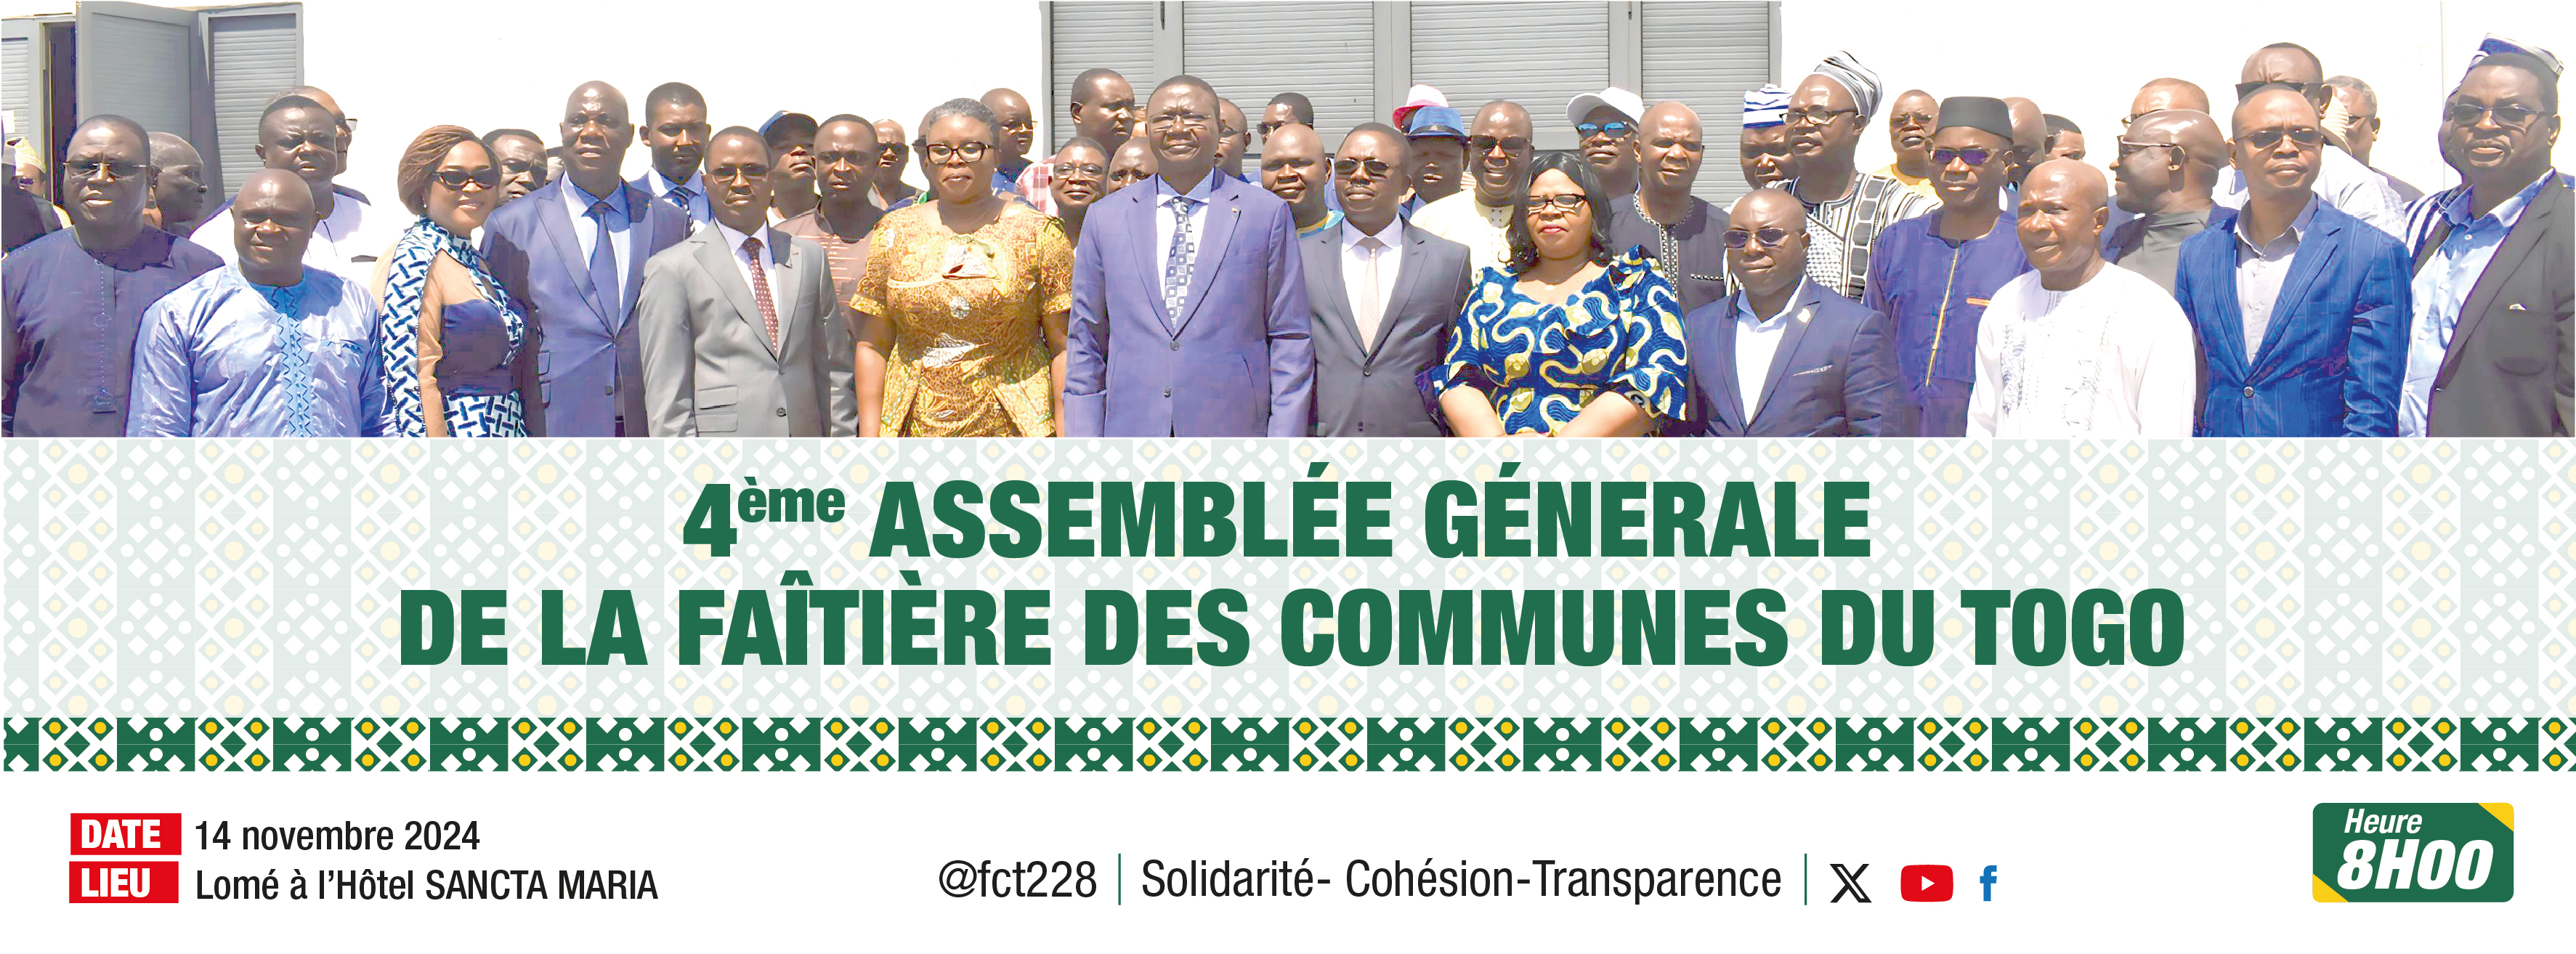 4ème ASSEMBLÉE GÉNERALE
DE LA FAÎTIÈRE DES COMMUNES DU TOGO
DATE 14 novembre 2024
LIEU Lomé à l'Hôtel SANCTA MARIA
@fct228 | Solidarité- Cohésion-Transparence |
Heure
8H00